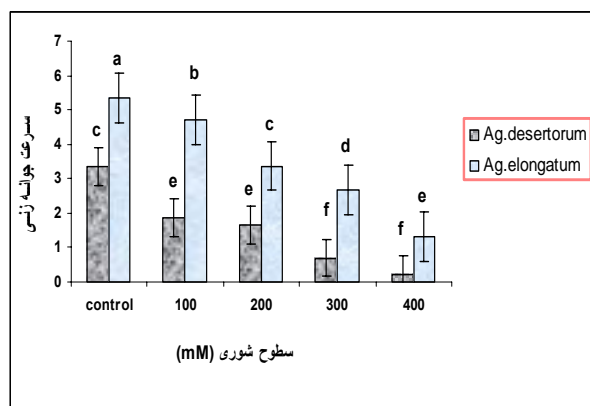 سرعت جوانه زنی
7
6
5
4
3
2
1
0
a
b
c
c
d
e
e
e
f
f
control 100 200 300 400
سطوح شوری (mM)
Ag.desertorum
Ag.elongatum